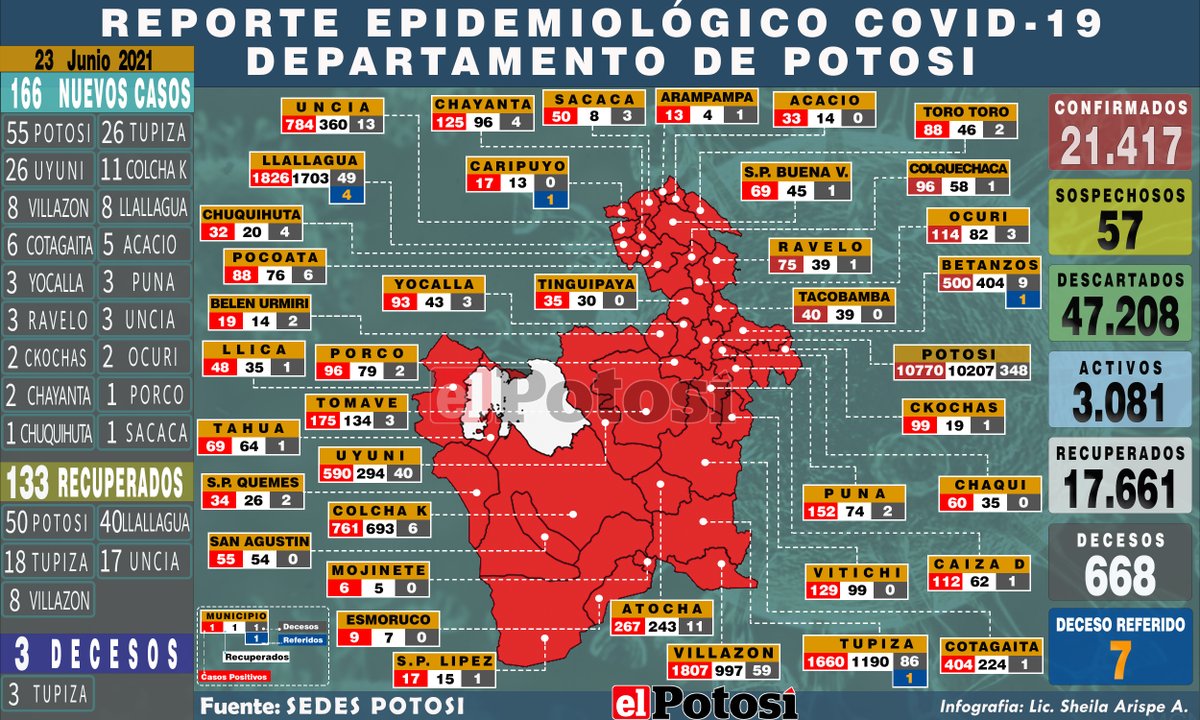 REPORTE EPIDEMIOLÓGICO COVID-19
DEPARTAMENTO DE POTOSI
23 Junio 2021
166 NUEVOS CASOS
55 POTOSI 26 TUPIZA
26 UYUNI 11 COLCHA K
8 VILLAZON 8 LLALLAGUA
6 COTAGAITA 5 ACACIO
3 YOCALLA 3 PUNA
3 RAVELO 3 UNCIA
2 CKOCHAS 2 OCURI
2 CHAYANTA 1 PORCO
1 CHUQUIHUTA 1 SACACA
133 RECUPERADOS
50 POTOSI 40 LLALLAGUA
18 TUPIZA 17 UNCIA
8 VILLAZON
3 DECESOS
3 TUPIZA
UNCIA
784 360 13
CHAYANTA
125 96 4
SACACA
50 8 3
ARAMPAMPA
13 4 1
ACACIO
33 14 0
TORO TORO
88 46 2
LLALLAGUA
1826 1703 49
4
CARIPUYO
17 13 0
1
S.P. BUENA V.
69 45 1
COLQUECHACA
96 58 1
CHUQUIHUTA
32 20 4
OCURI
114 82 3
POCOATA
88 76 6
RAVELO
75 39 1
YOCALLA
93 43 3
TINGUIPAYA
35 30 0
BETANZOS
500 404 9
1
BELEN URMIRI
19 14 2
TACOBAMBA
40 39 0
LLICA
48 35 1
PORCO
96 79 2
POTOSI
10770 10207 348
el Potosí
TOMAVE
175 134 3
CKOCHAS
99 19 1
TAHUA
69 64 1
UYUNI
590 294 40
S.P. QUEMES
34 26 2
PUNA
152 74 2
CHAQUI
60 35 0
COLCHA K
761 693 6
SAN AGUSTIN
55 54 0
MOJINETE
6 5 0
VITICHI
129 99 0
CAIZA D
112 62 1
ESMORUCO
9 7 0
ATOCHA
267 243 11
S.P. LIPEZ
17 15 1
VILLAZON
1807 997 59
TUPIZA
1660 1190 86
1
COTAGAITA
404 224 1
MUNICIPIO
1 1 1 Decesos
1 Referidos
Recuperados
Casos Positivos
CONFIRMADOS
21.417
SOSPECHOSOS
57
DESCARTADOS
47.208
ACTIVOS
3.081
RECUPERADOS
17.661
DECESOS
668
DECESO REFERIDO
7
Fuente: SEDES POTOSI
el Potosí
Infografia: Lic. Sheila Arispe A.